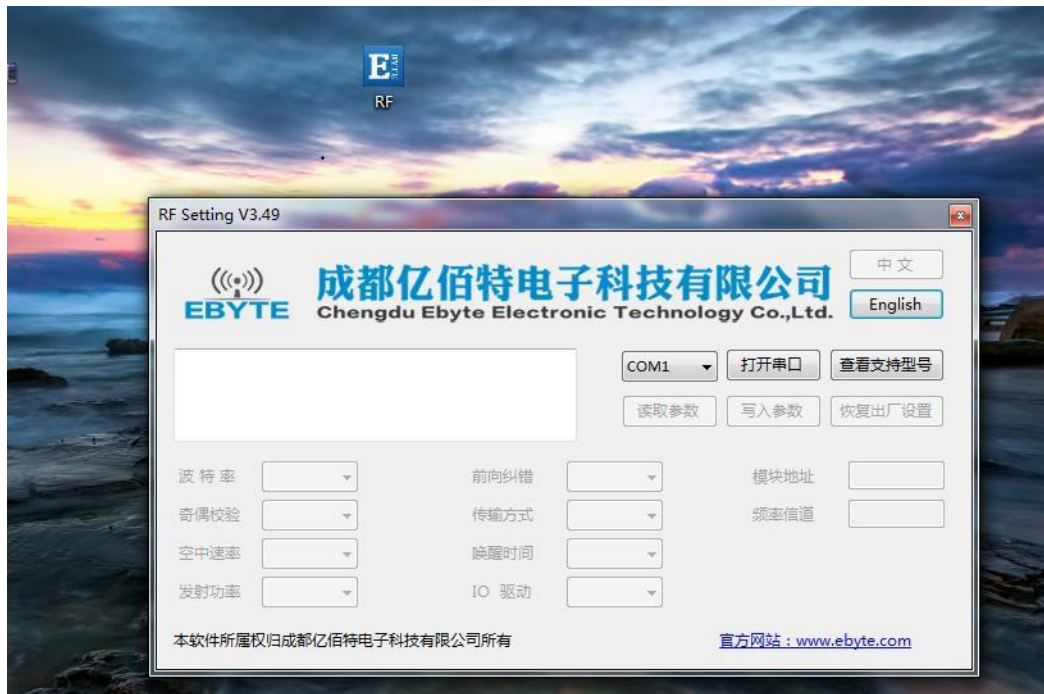 E
RF
RF Setting V3.49
EBYTE
成都亿佰特电子科技有限公司
Chengdu Ebyte Electronic Technology Co.,Ltd.
中文
English
COM1
打开串口
查看支持型号
读取参数
写入参数
恢复出厂设置
波特率
前向纠错
模块地址
奇偶校验
传输方式
频率信道
空中速率
唤醒时间
发射功率
IO 驱动
本软件所属权归成都亿佰特电子科技有限公司所有
官方网站：www.ebyte.com